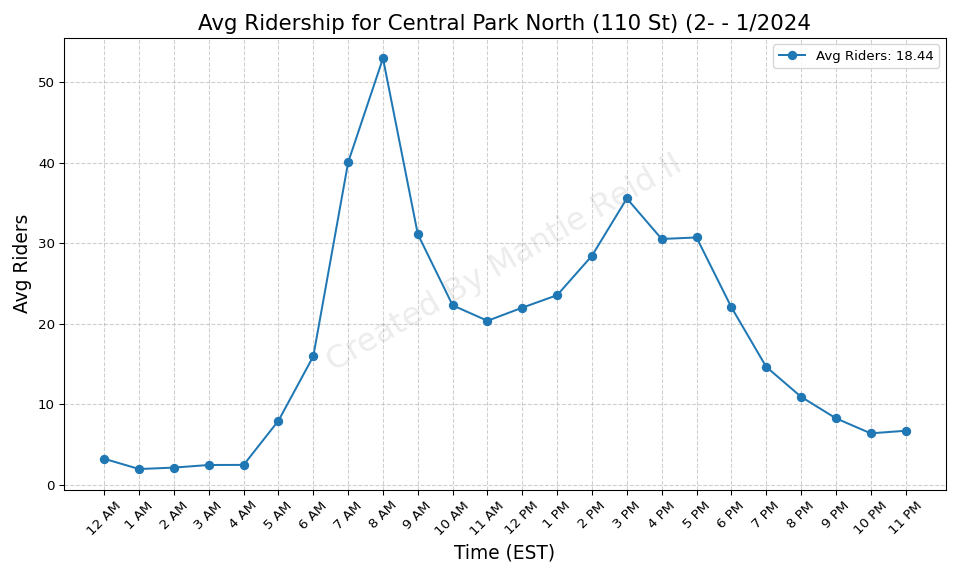 Avg Ridership for Central Park North (110 St) (2- - 1/2024
Avg Riders: 18.44
50
40
30
20
10
0
Avg Riders
Created By Mantle Reid II
12 AM
1 AM
2 AM
3 AM
4 AM
5 AM
6 AM
7 AM
8 AM
9 AM
10 AM
11 AM
12 PM
1 PM
2 PM
3 PM
4 PM
5 PM
6 PM
7 PM
8 PM
9 PM
10 PM
11 PM
Time (EST)